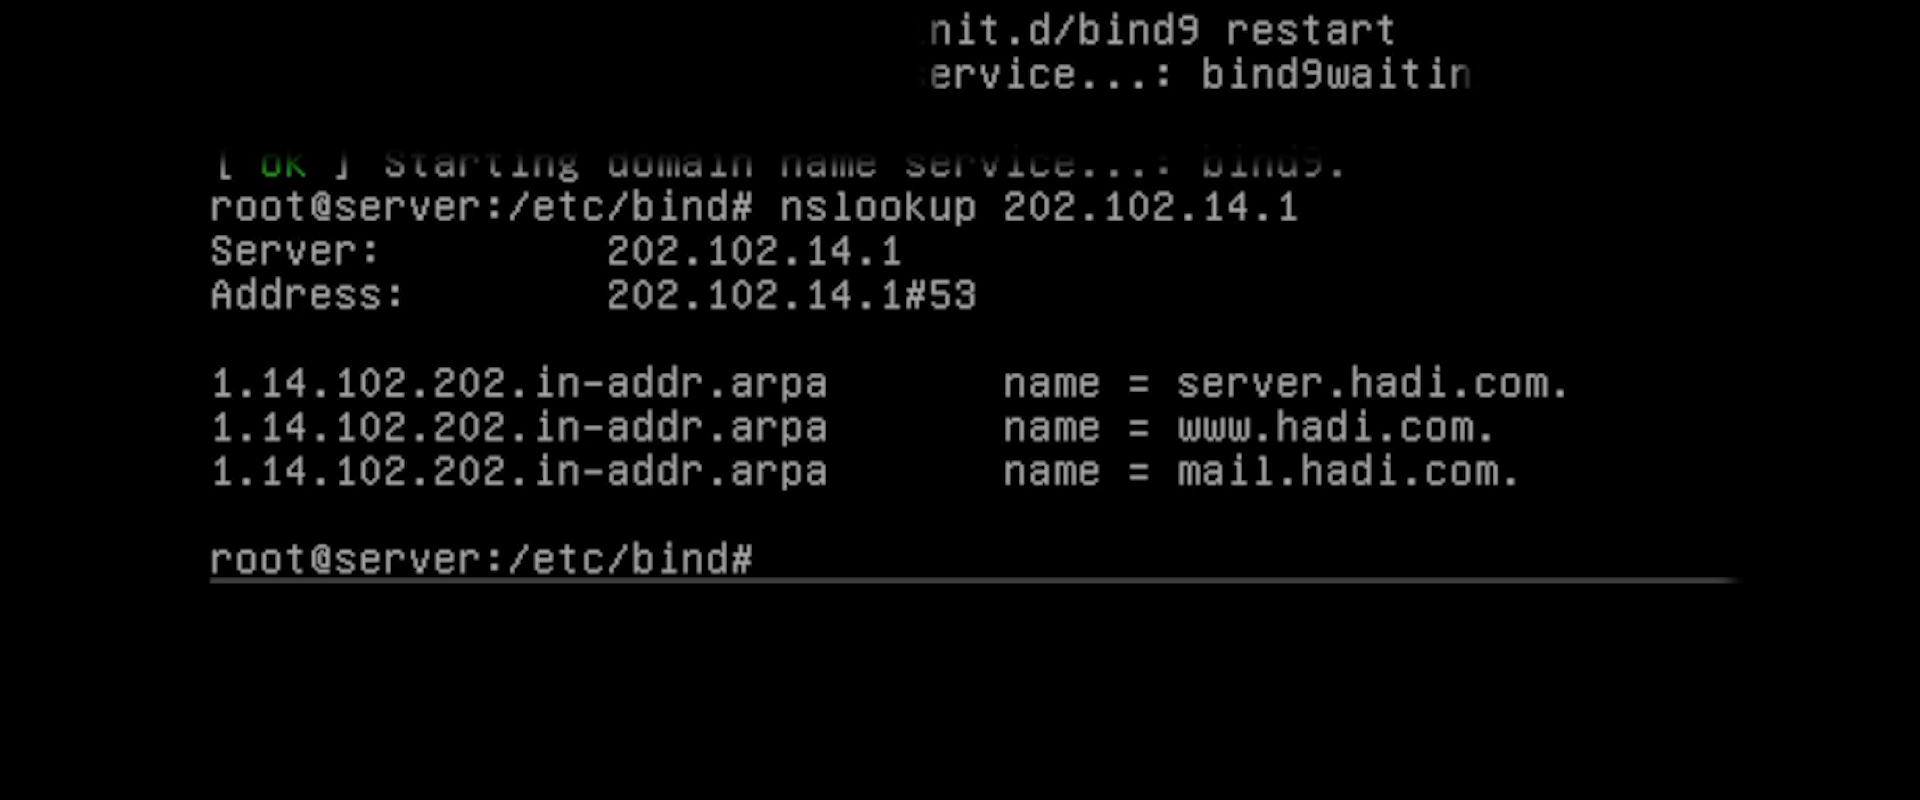 nit.d/bind9 restart
ervice...: bind9waitin
[ ok ] Starting domain name service...: bind9.
root@server:/etc/bind# nslookup 202.102.14.1
Server:         202.102.14.1
Address:        202.102.14.1#53
1.14.102.202.in-addr.arpa       name = server.hadi.com.
1.14.102.202.in-addr.arpa       name = www.hadi.com.
1.14.102.202.in-addr.arpa       name = mail.hadi.com.
root@server:/etc/bind#